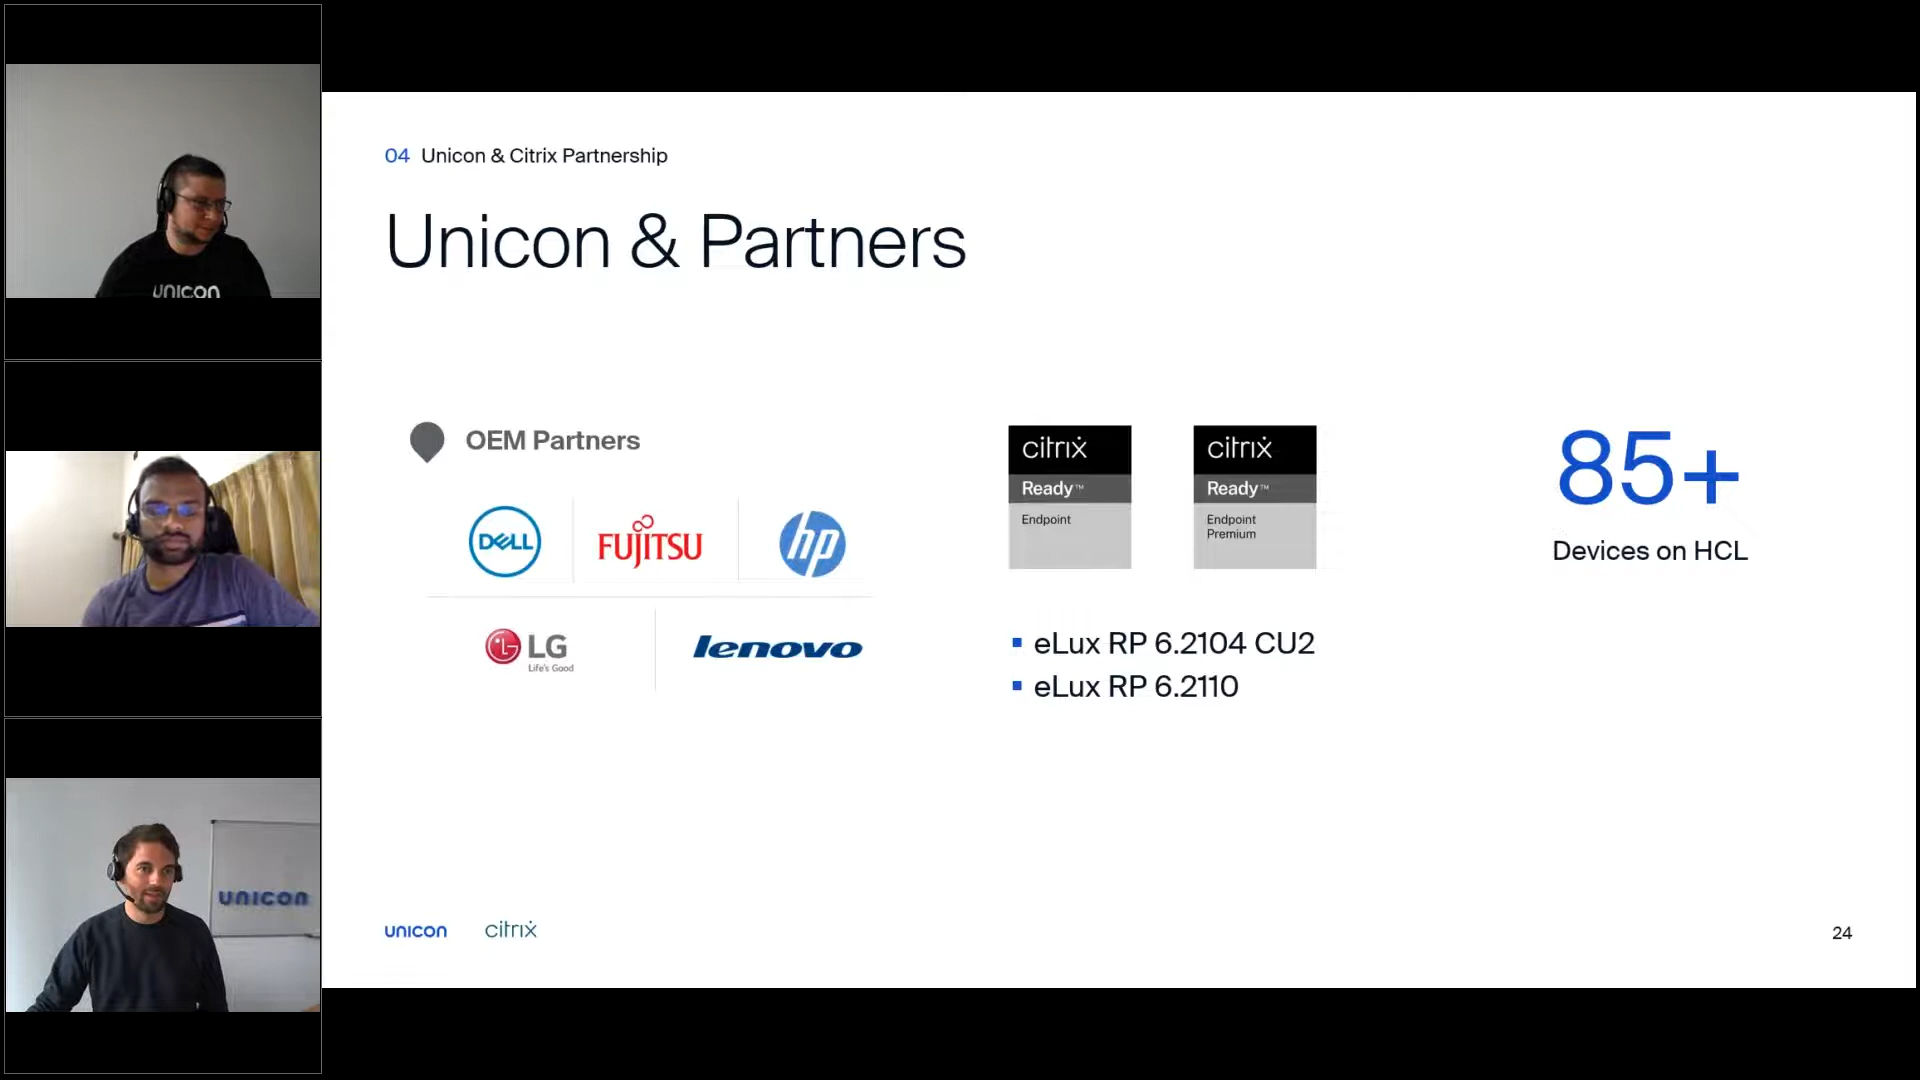 UNICON
UNICON
04 Unicon & Citrix Partnership
Unicon & Partners
OEM Partners
DELL
FUJITSU
hp
LG
Life's Good
lenovo
citrix
Ready™
Endpoint
citrix
Ready™
Endpoint
Premium
eLux RP 6.2104 CU2
eLux RP 6.2110
85+
Devices on HCL
UNICON citrix
24